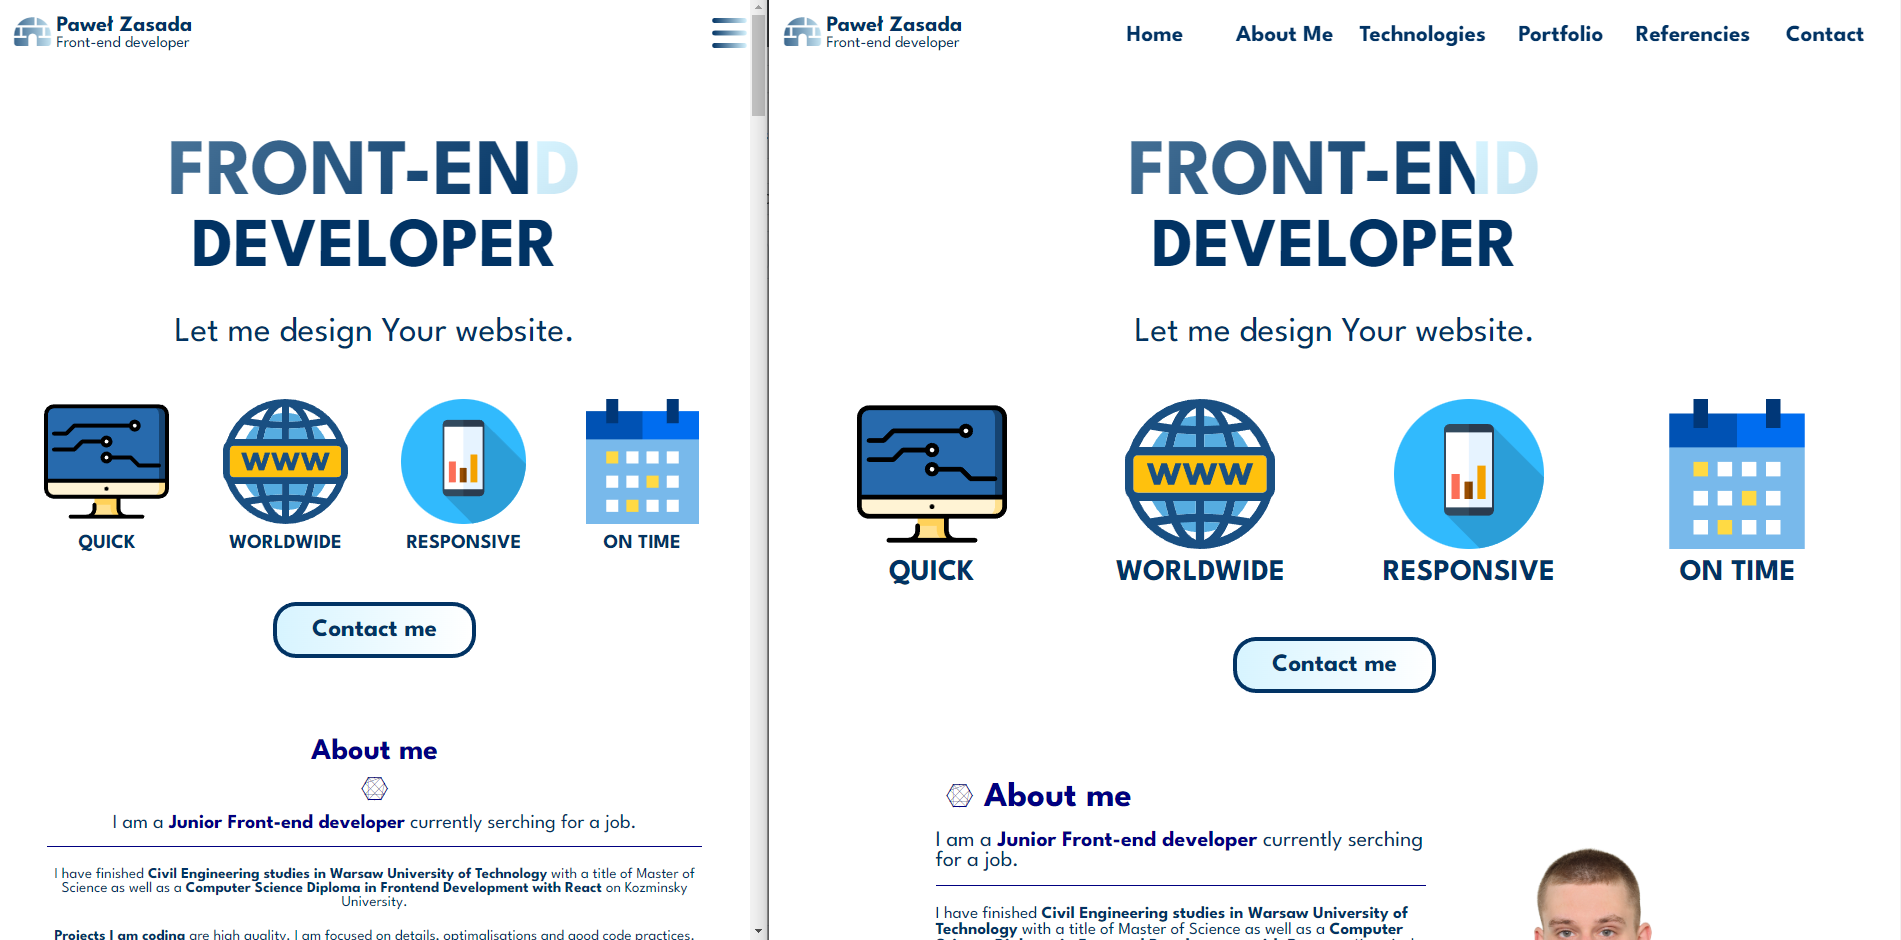 Paweł Zasada
Front-end developer
FRONT-END
DEVELOPER
Let me design Your website.
WWW
QUICK
WORLDWIDE
RESPONSIVE
ON TIME
Contact me
About me
I am a Junior Front-end developer currently serching for a job.
I have finished Civil Engineering studies in Warsaw University of Technology with a title of Master of
Science as well as a Computer Science Diploma in Frontend Development with React on Kozminsky
University.
Projects I am coding are high quality. I am focused on details, optimalisations and good code practices.
Paweł Zasada
Front-end developer
Home
About Me
Technologies
Portfolio
Referencies
Contact
FRONT-END
DEVELOPER
Let me design Your website.
WWW
QUICK
WORLDWIDE
RESPONSIVE
ON TIME
Contact me
About me
I am a Junior Front-end developer currently serching
for a job.
I have finished Civil Engineering studies in Warsaw University of
Technology with a title of Master of Science as well as a Computer